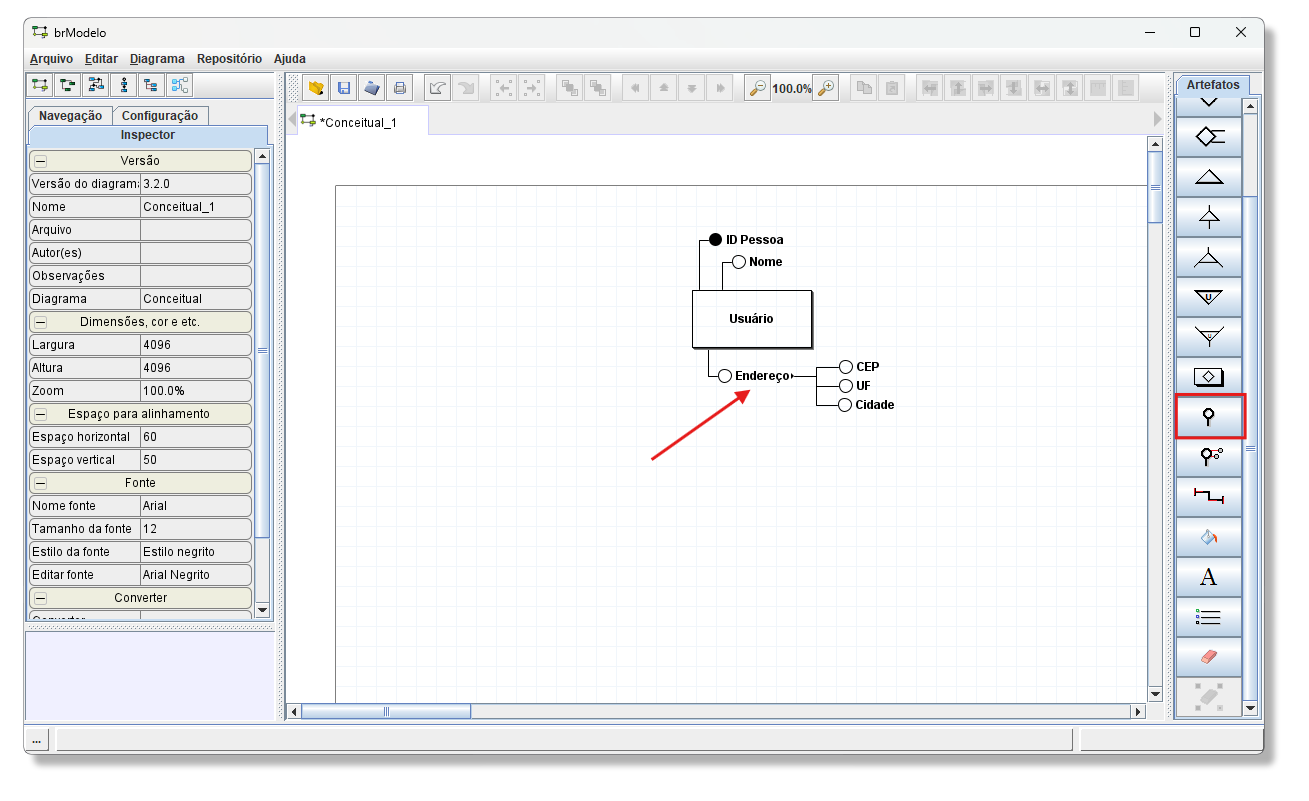 brModelo
Arquivo Editar Diagrama Repositório Ajuda
100.0%
Navegação Configuração
Inspector
*Conceitual_1
Artefatos
Versão
Versão do diagrama 3.2.0
Nome Conceitual_1
Arquivo
Autor(es)
Observações
Diagrama Conceitual
Dimensões, cor e etc.
Largura 4096
Altura 4096
Zoom 100.0%
Espaço para alinhamento
Espaço horizontal 60
Espaço vertical 50
Fonte
Nome fonte Arial
Tamanho da fonte 12
Estilo da fonte Estilo negrito
Editar fonte Arial Negrito
Converter
ID Pessoa
Nome
Usuário
Endereço
CEP
UF
Cidade
U
A
...